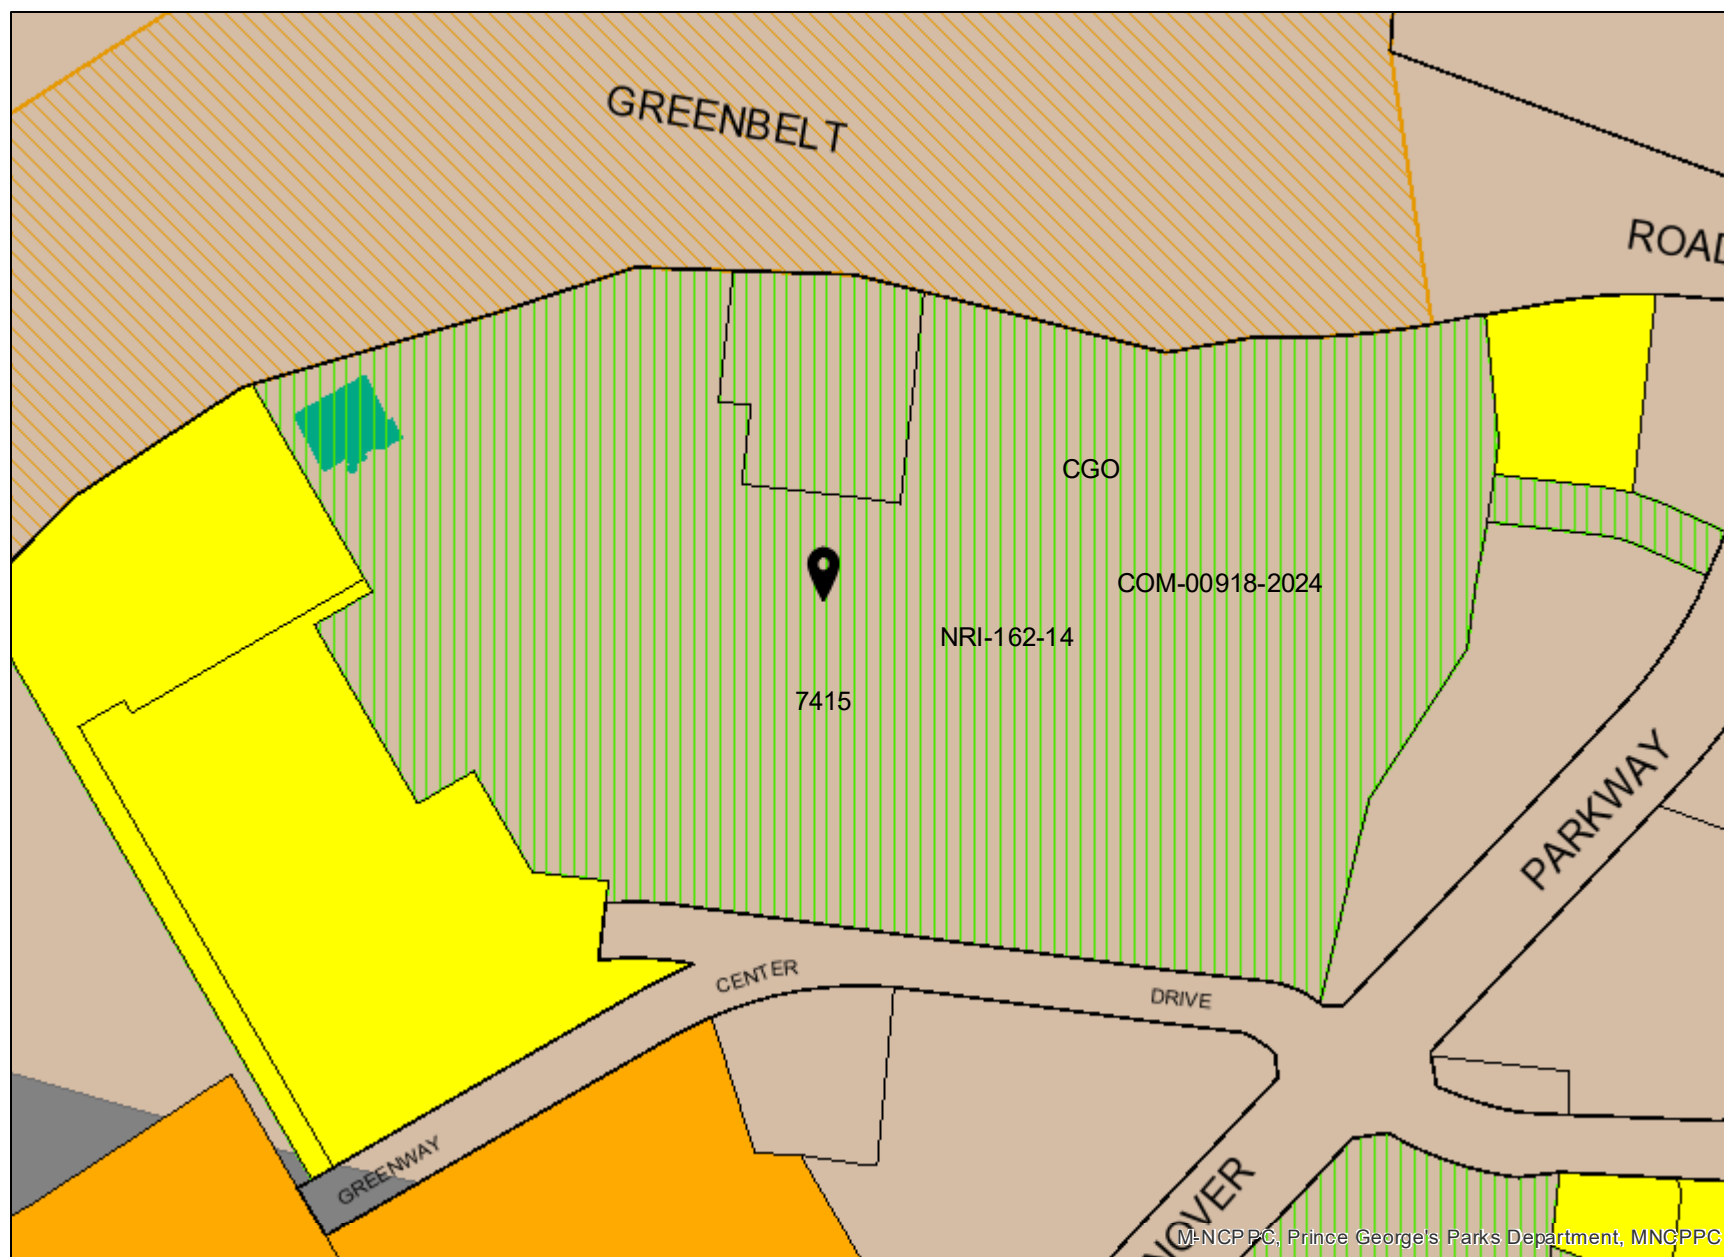 GREENBELT
ROAD
CGO
COM-00918-2024
NRI-162-14
7415
PARKWAY
CENTER
DRIVE
GREENWAY
NOVER
M-NCPPC, Prince George's Parks Department, MNCPPC